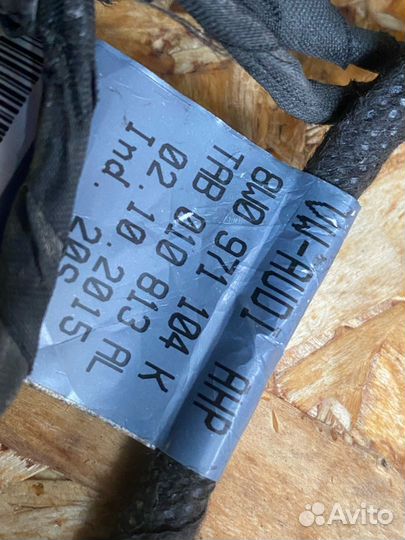 VW-AUDI AHP
8W0 971 104 K
TAB 010 813 AL
02.10.2015
Ind. 20S
Avito